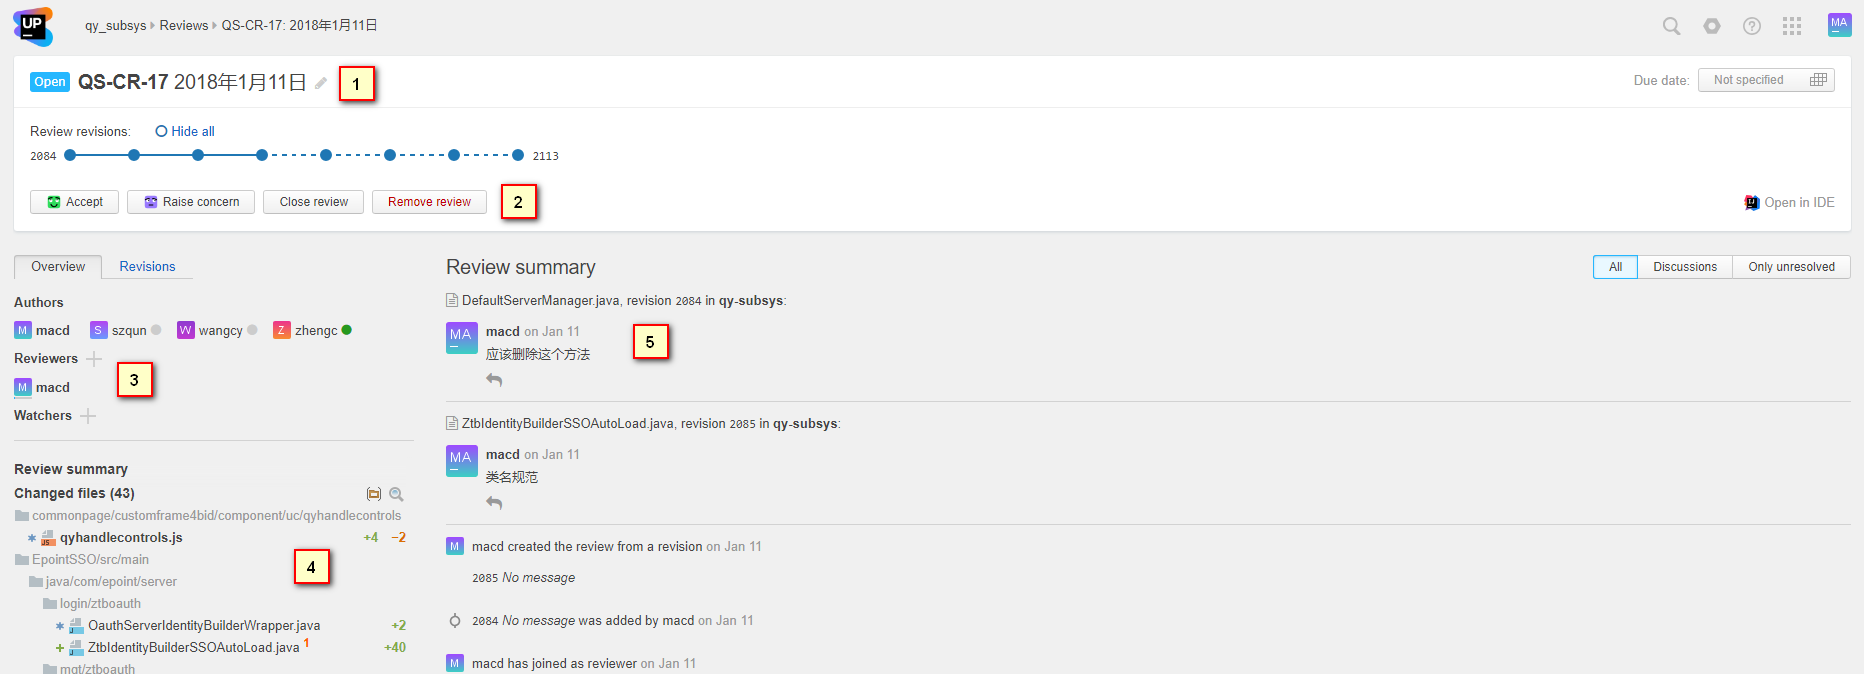 UP
qy_subsys Reviews QS-CR-17: 2018年1月11日
MA
Open QS-CR-17 2018年1月11日 1
Due date: Not specified
Review revisions: Hide all
2084 2113
Accept Raise concern Close review Remove review 2
IJ Open in IDE
Overview Revisions
Authors
M macd S szqun W wangcy Z zhengc
Reviewers
M macd
3
Watchers
Review summary
Changed files (43)
commonpage/customframe4bid/component/uc/qyhandlecontrols
JS qyhandlecontrols.js +4 −2
EpointSSO/src/main
4
java/com/epoint/server
login/ztboauth
J OauthServerIdentityBuilderWrapper.java +2
J ZtbIdentityBuilderSSOAutoLoad.java 1 +40
mgt/ztboauth
Review summary
All Discussions Only unresolved
DefaultServerManager.java, revision 2084 in qy-subsys:
MA macd on Jan 11
应该删除这个方法
5
ZtbIdentityBuilderSSOAutoLoad.java, revision 2085 in qy-subsys:
MA macd on Jan 11
类名规范
M macd created the review from a revision on Jan 11
2085 No message
2084 No message was added by macd on Jan 11
M macd has joined as reviewer on Jan 11